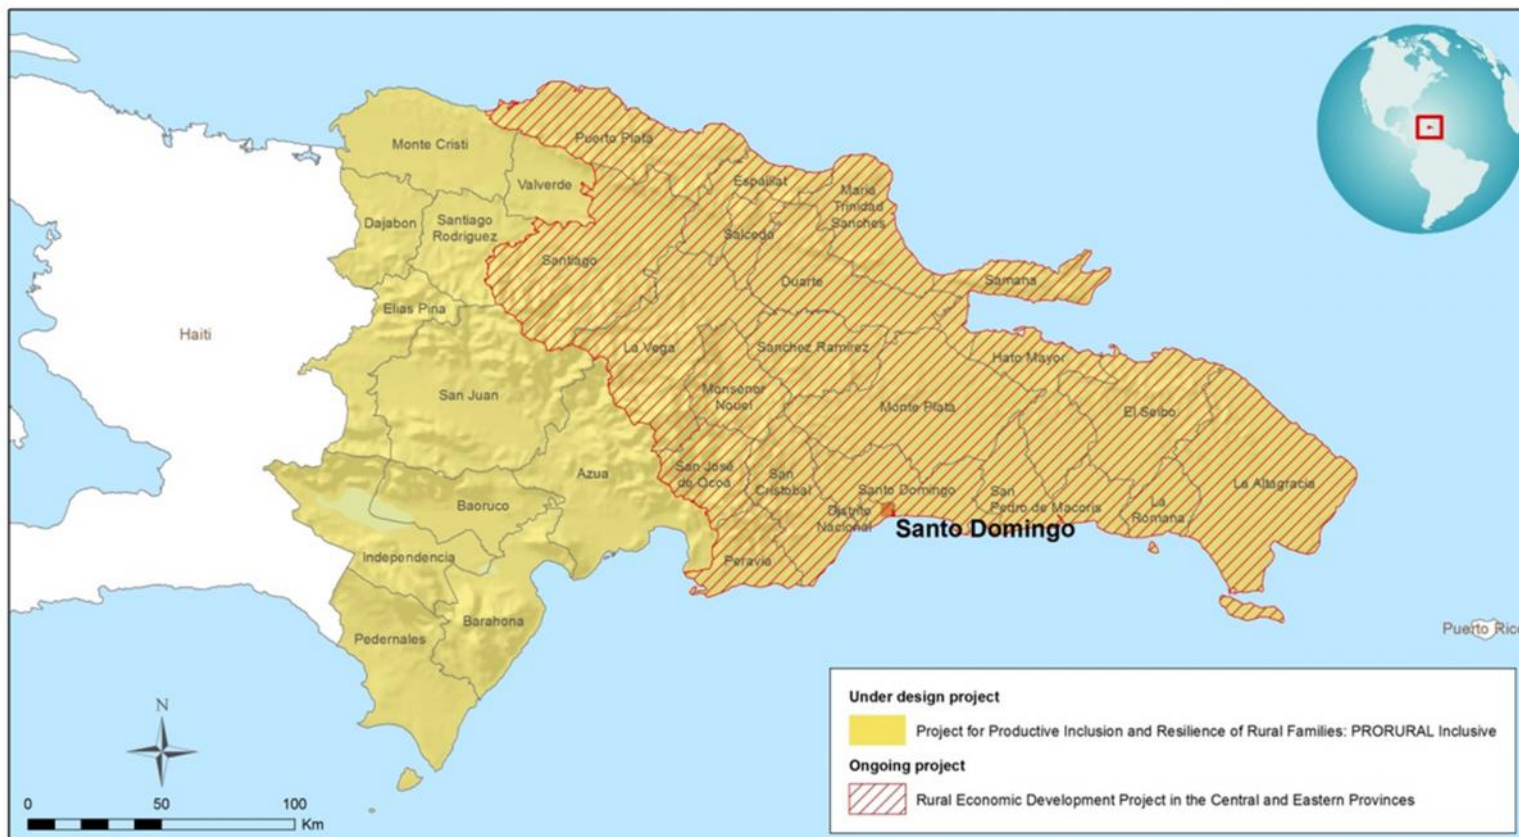 Monte Cristi
Puerto Plata
Valverde
Espaillat
Maria
Trinidad
Sanches
Dajabon
Santiago
Rodriguez
Salcedo
Santiago
Duarte
Samana
Elias Pina
Haiti
La Vega
Sanchez Ramirez
Hato Mayor
San Juan
Monsenor
Nouel
Monte Plata
El Seibo
Azua
San José
de Ocoa
San
Cristobal
Santo Domingo
San
Pedro de Macoris
La
Romana
La Altagracia
Baoruco
Distrito
Nacional
Santo Domingo
Independencia
Peravia
Barahona
Pedernales
Puerto Rico
N
0 50 100
Km
Under design project
Project for Productive Inclusion and Resilience of Rural Families: PRORURAL Inclusive
Ongoing project
Rural Economic Development Project in the Central and Eastern Provinces